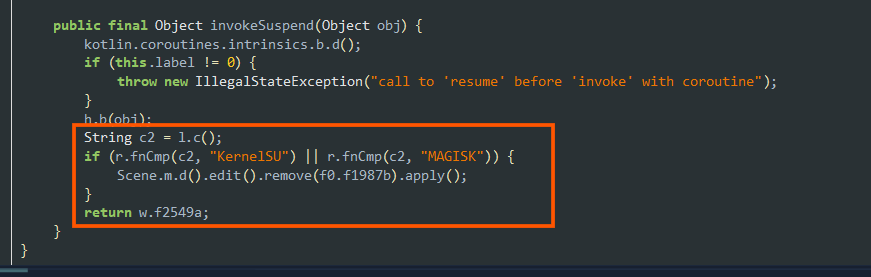 public final Object invokeSuspend(Object obj) {
kotlin.coroutines.intrinsics.b.d();
if (this.label != 0) {
throw new IllegalStateException("call to 'resume' before 'invoke' with coroutine");
}
h.b(obj);
String c2 = l.c();
if (r.fnCmp(c2, "KernelSU") || r.fnCmp(c2, "MAGISK")) {
Scene.m.d().edit().remove(f0.f1987b).apply();
}
return w.f2549a;
}
}